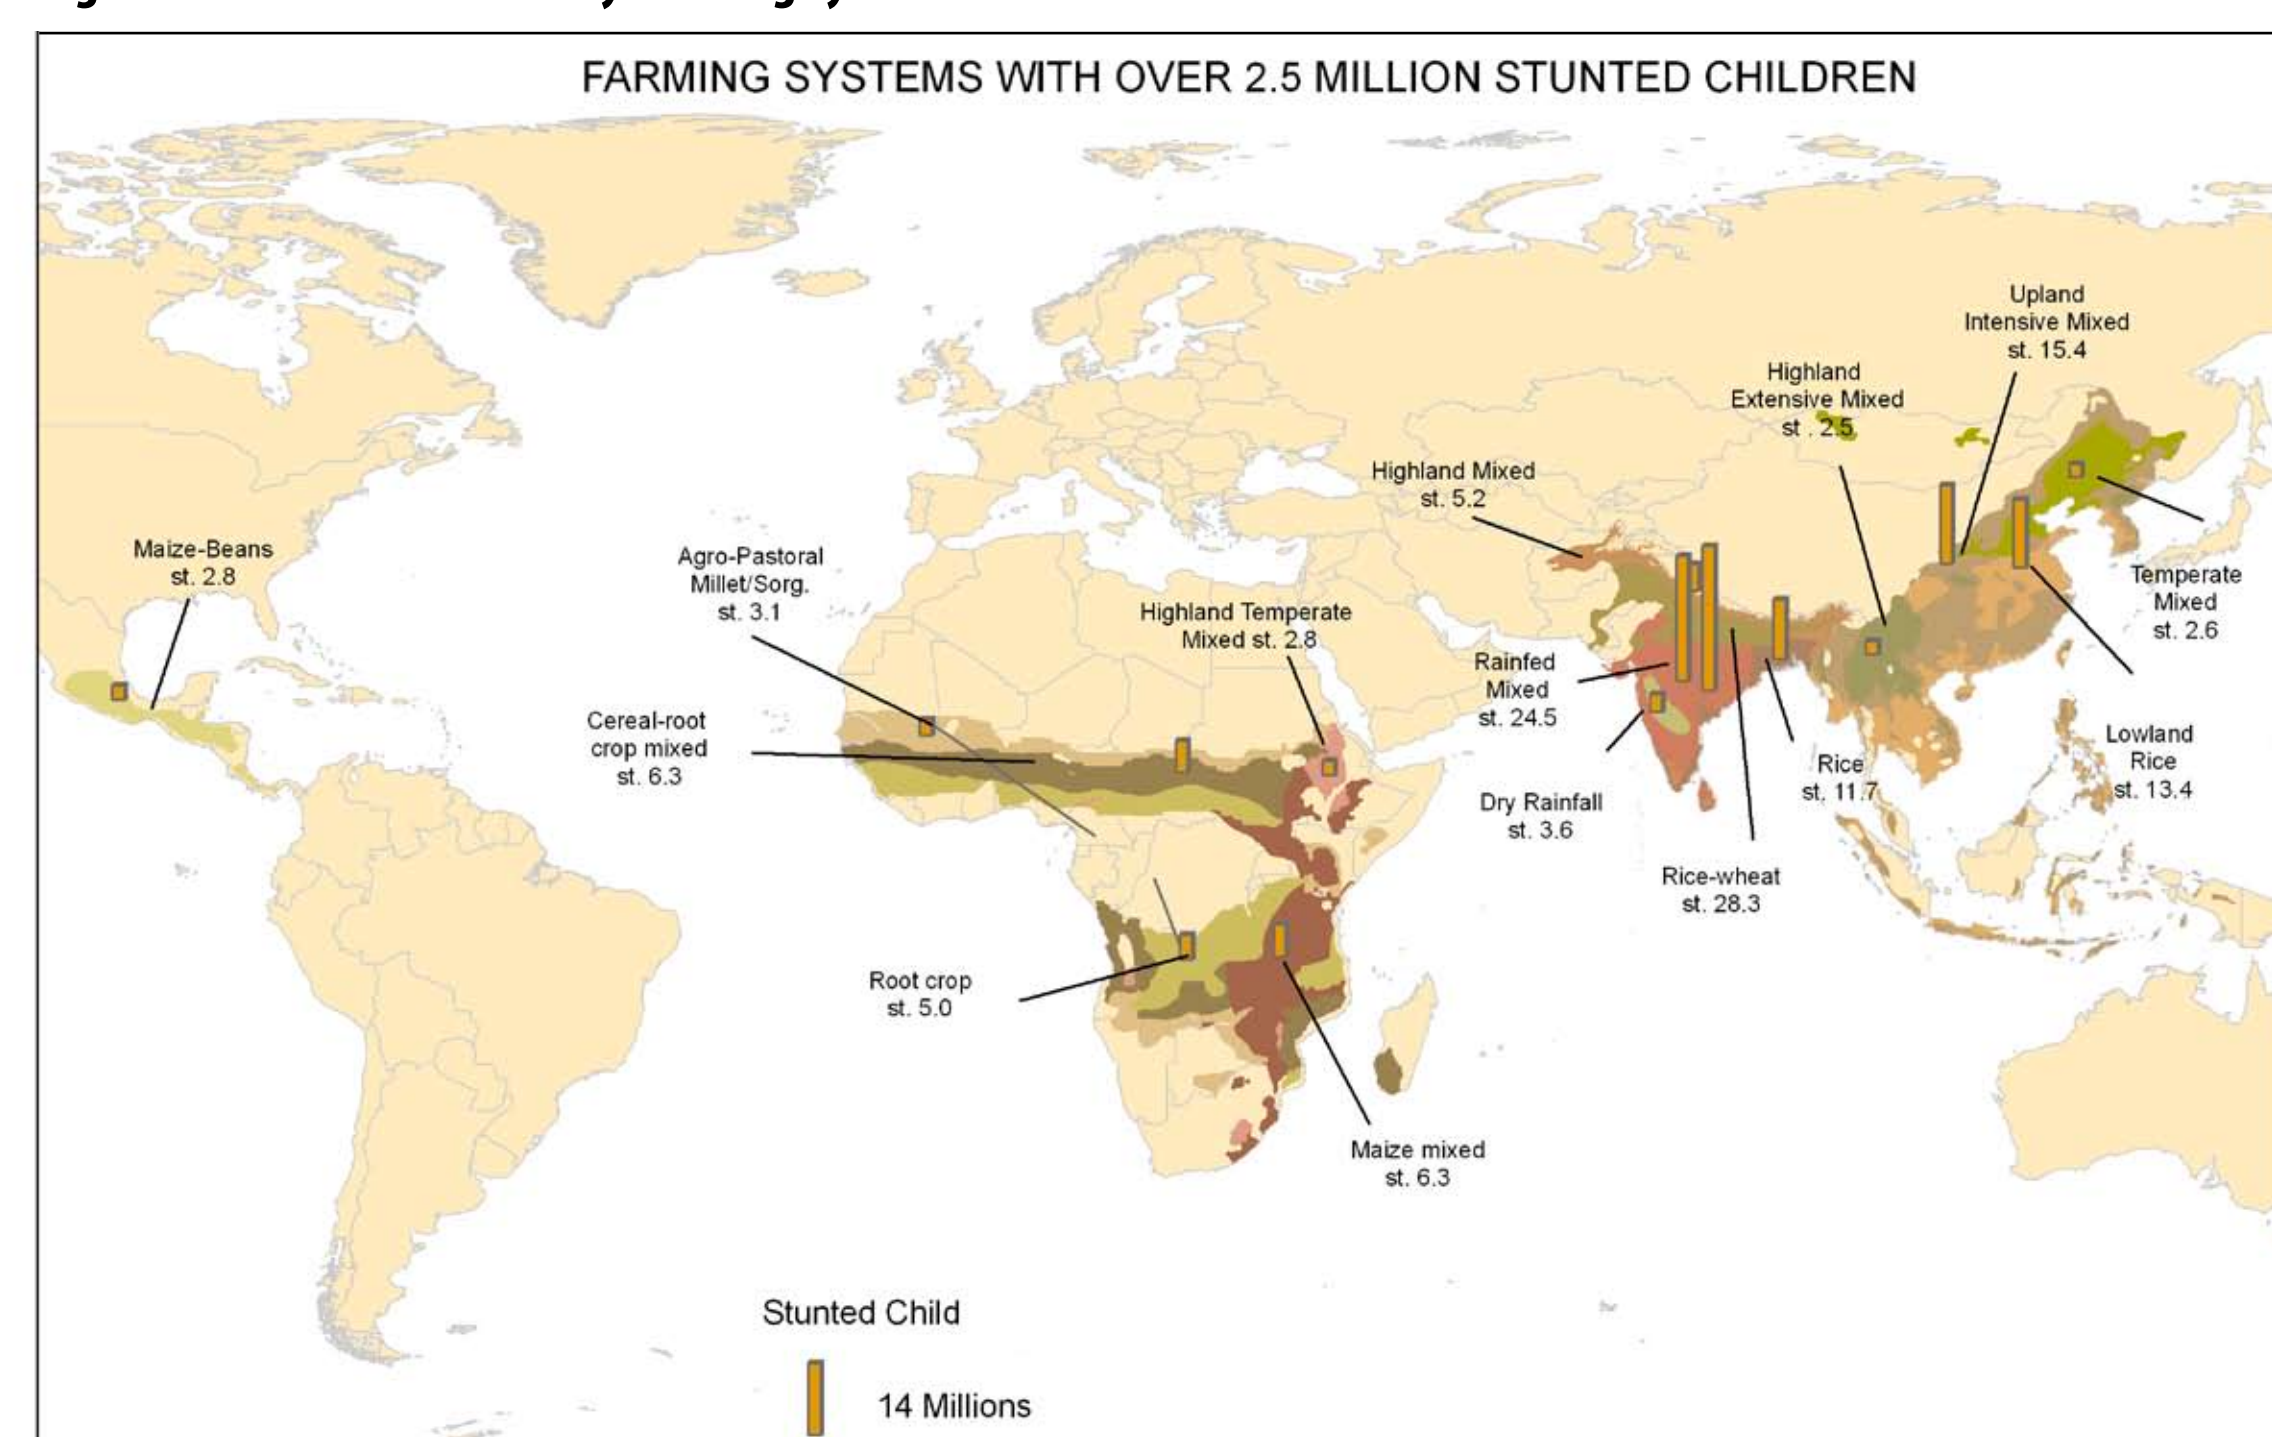 FARMING SYSTEMS WITH OVER 2.5 MILLION STUNTED CHILDREN
Upland
Intensive Mixed
st. 15.4
Highland
Extensive Mixed
st . 2.5
Highland Mixed
st. 5.2
Maize-Beans
st. 2.8
Agro-Pastoral
Millet/Sorg.
st. 3.1
Highland Temperate
Mixed st. 2.8
Temperate
Mixed
st. 2.6
Rainfed
Mixed
st. 24.5
Cereal-root
crop mixed
st. 6.3
Lowland
Rice
st. 13.4
Rice
st. 11.7
Dry Rainfall
st. 3.6
Rice-wheat
st. 28.3
Root crop
st. 5.0
Maize mixed
st. 6.3
Stunted Child
14 Millions